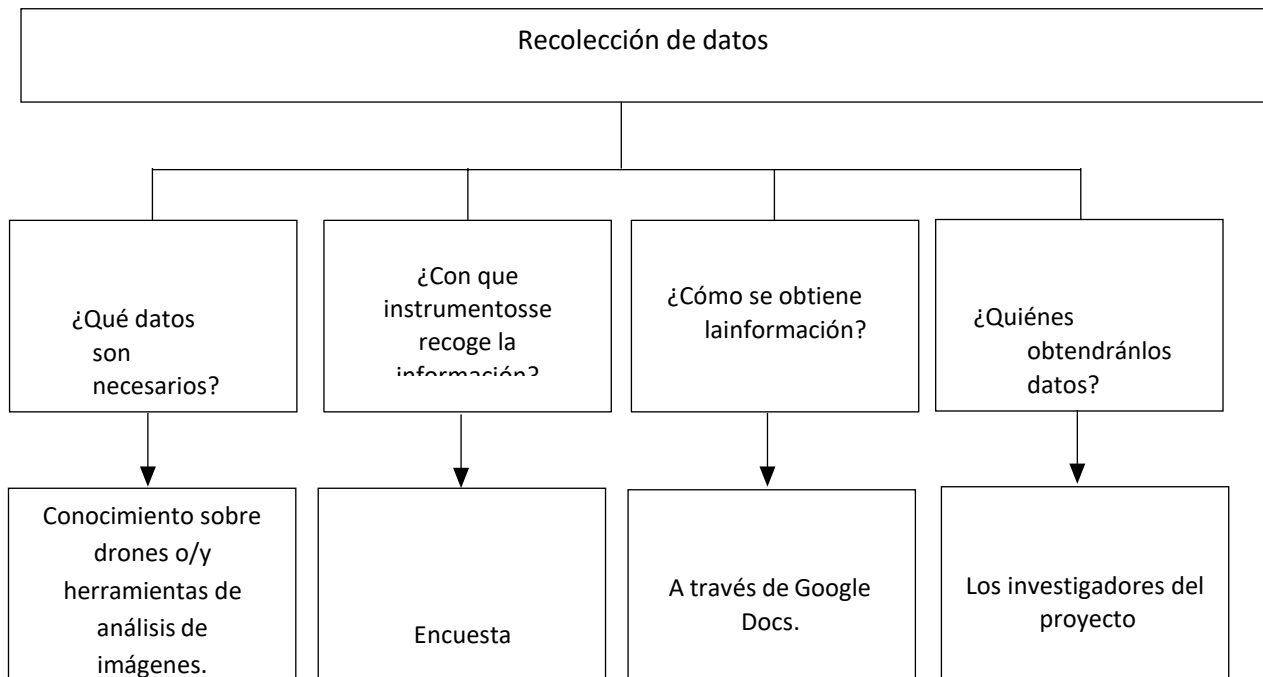 Recolección de datos
¿Qué datos
son
necesarios?
¿Con que
instrumentosse
recoge la
información?
¿Cómo se obtiene
lainformación?
¿Quiénes
obtendránlos
datos?
Conocimiento sobre
drones o/y
herramientas de
análisis de
imágenes.
Encuesta
A través de Google
Docs.
Los investigadores del
proyecto